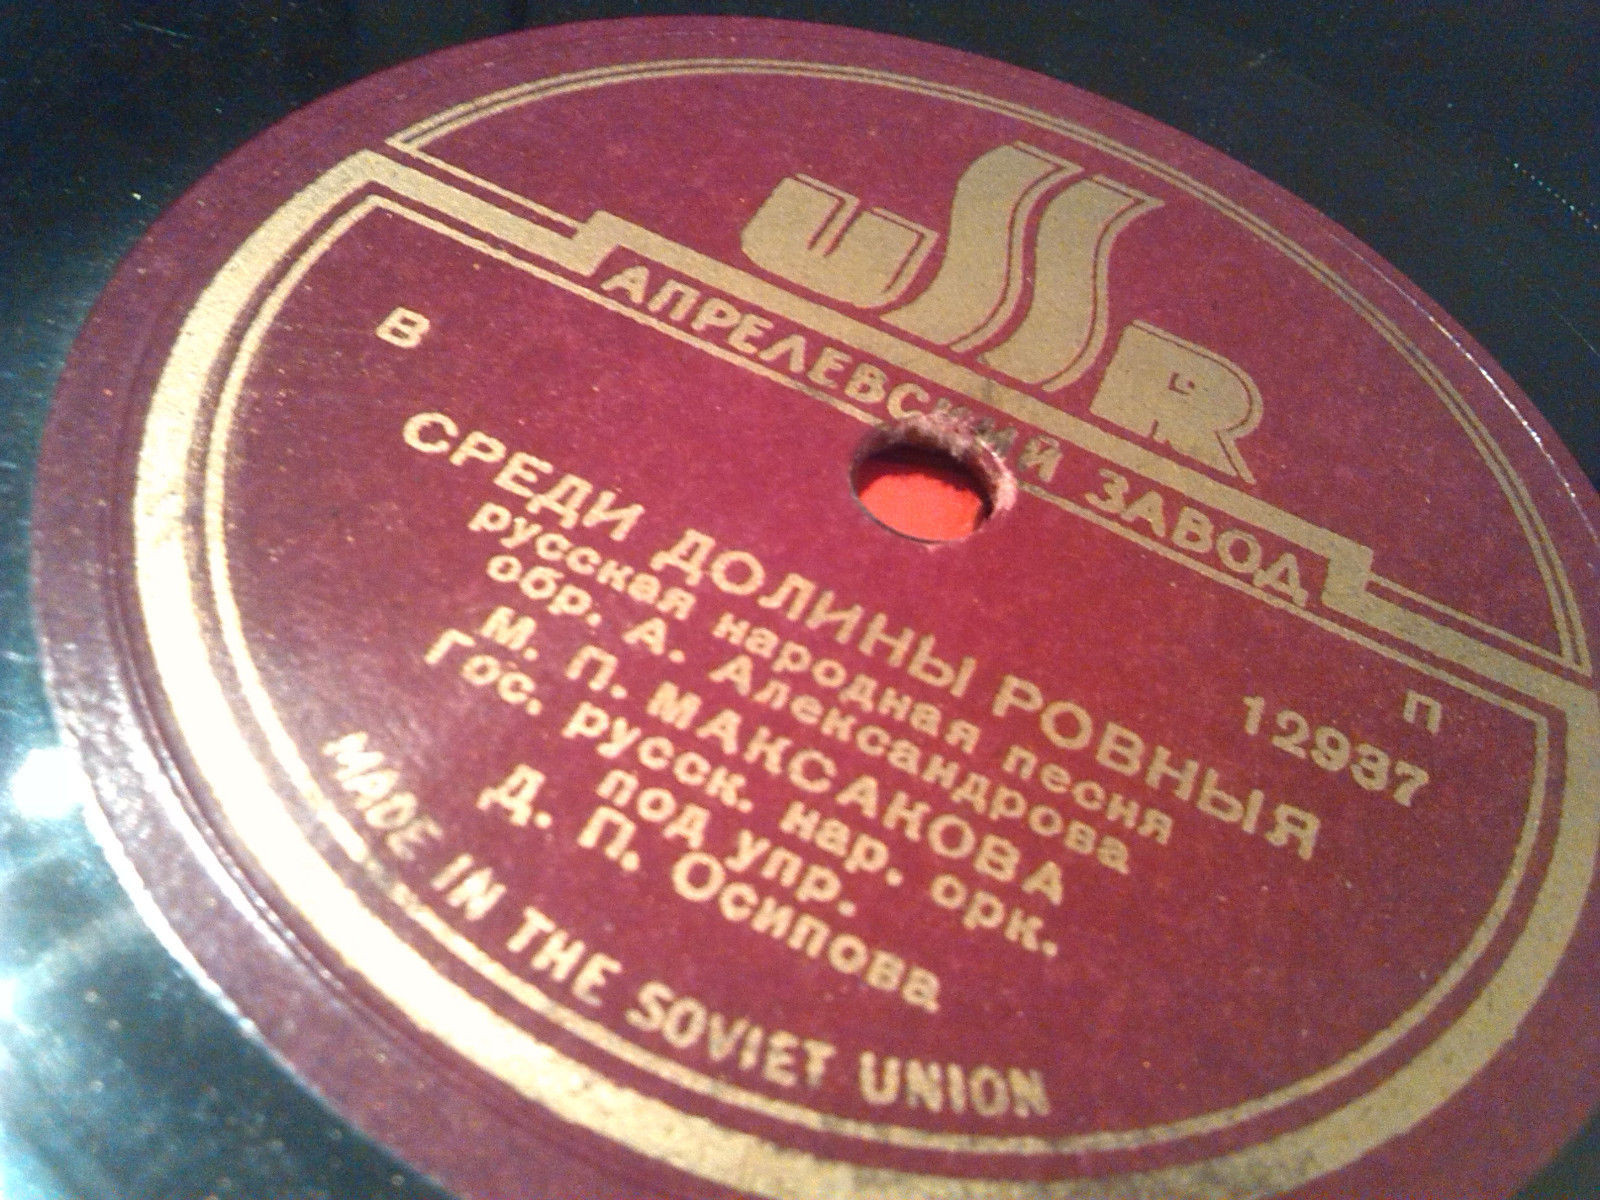 USSR
АПРЕЛЕВСКИЙ ЗАВОД
В
П
12937
СРЕДИ ДОЛИНЫ РОВНЫЯ
русская народная песня
обр. А. Александрова
М. П. МАКСАКОВА
Гос. русск. нар. орк.
под упр.
Д. П. Осипова
MADE IN THE SOVIET UNION